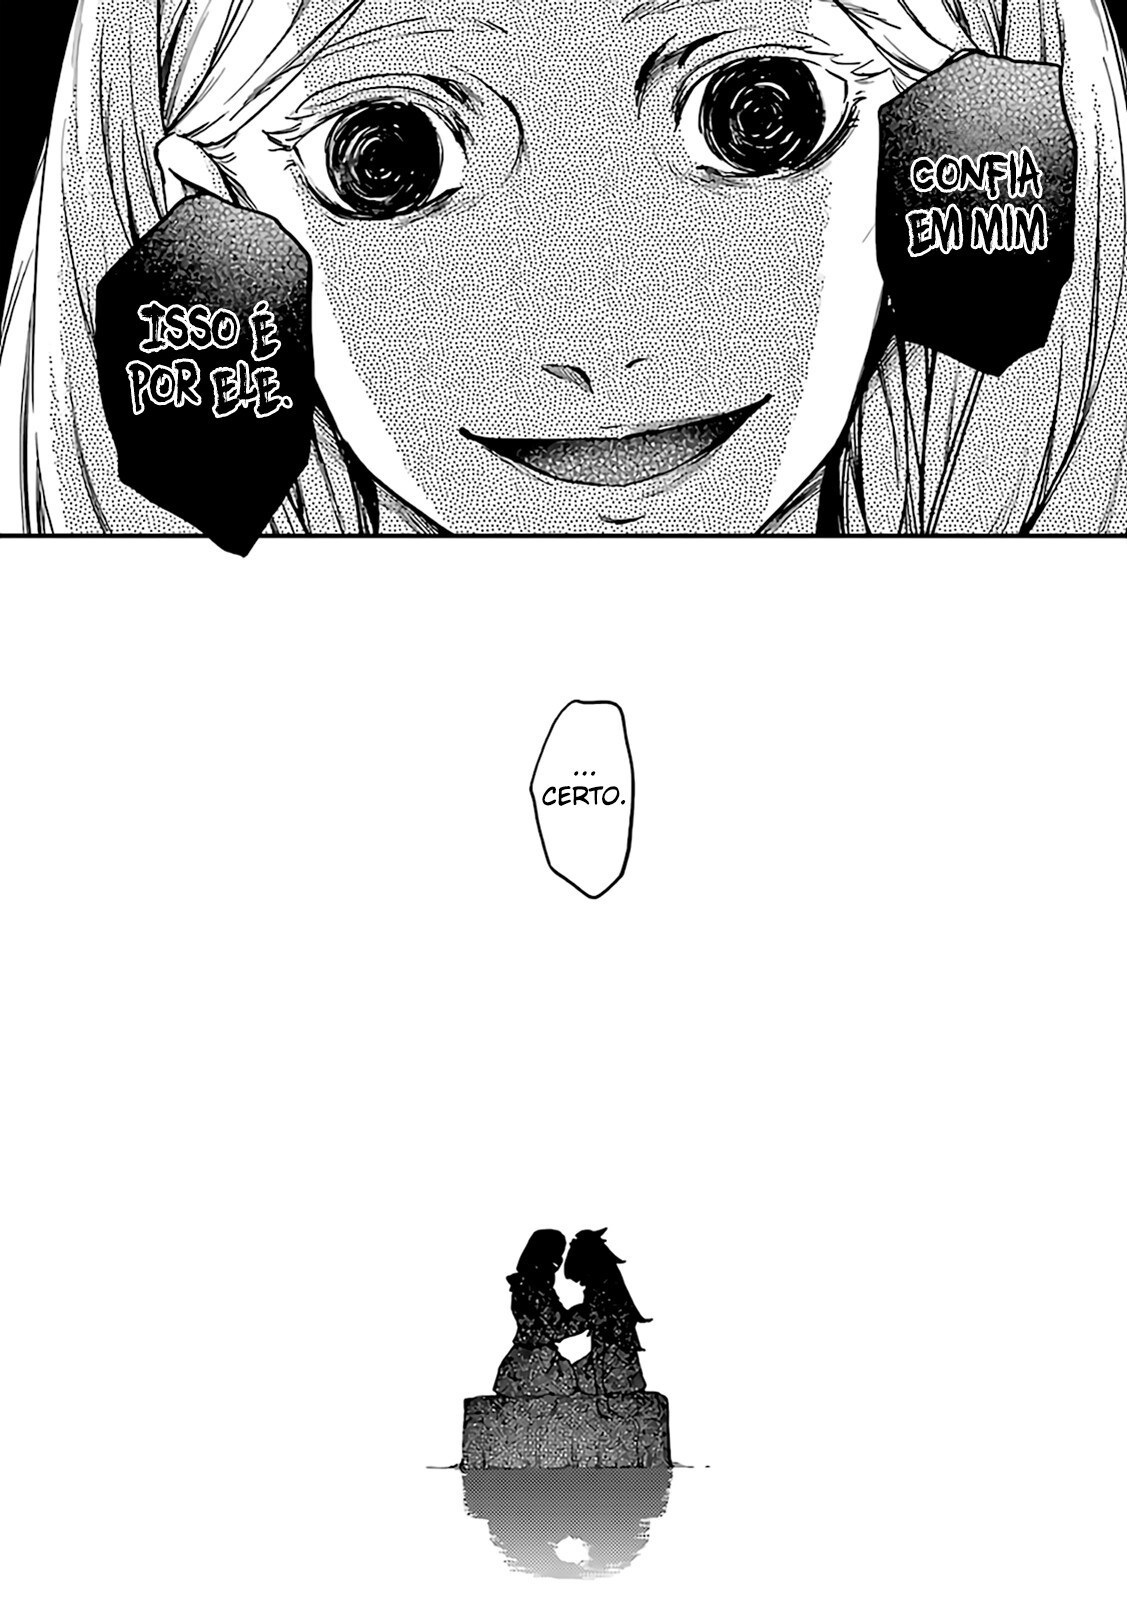 CONFIA
EM MIM
ISSO É
POR ELE.
...
CERTO.